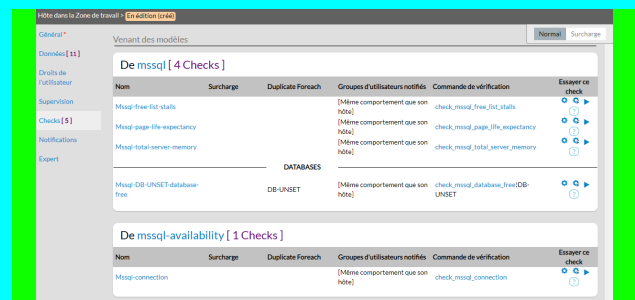 Hôte dans la Zone de travail > En édition (créé)
Général *
Données [ 11 ]
Droits de l'utilisateur
Supervision
Checks [ 5 ]
Notifications
Expert
Normal Surcharge
Venant des modèles
De mssql [ 4 Checks ]
Nom Surcharge Duplicate Foreach Groupes d'utilisateurs notifiés Commande de vérification Essayer ce check
Mssql-free-list-stalls [Même comportement que son hôte] check_mssql_free_list_stalls
Mssql-page-life-expectancy [Même comportement que son hôte] check_mssql_page_life_expectancy
Mssql-total-server-memory [Même comportement que son hôte] check_mssql_total_server_memory
DATABASES
Mssql-DB-UNSET-database-free DB-UNSET [Même comportement que son hôte] check_mssql_database_free!DB-UNSET
De mssql-availability [ 1 Checks ]
Nom Surcharge Duplicate Foreach Groupes d'utilisateurs notifiés Commande de vérification Essayer ce check
Mssql-connection [Même comportement que son hôte] check_mssql_connection